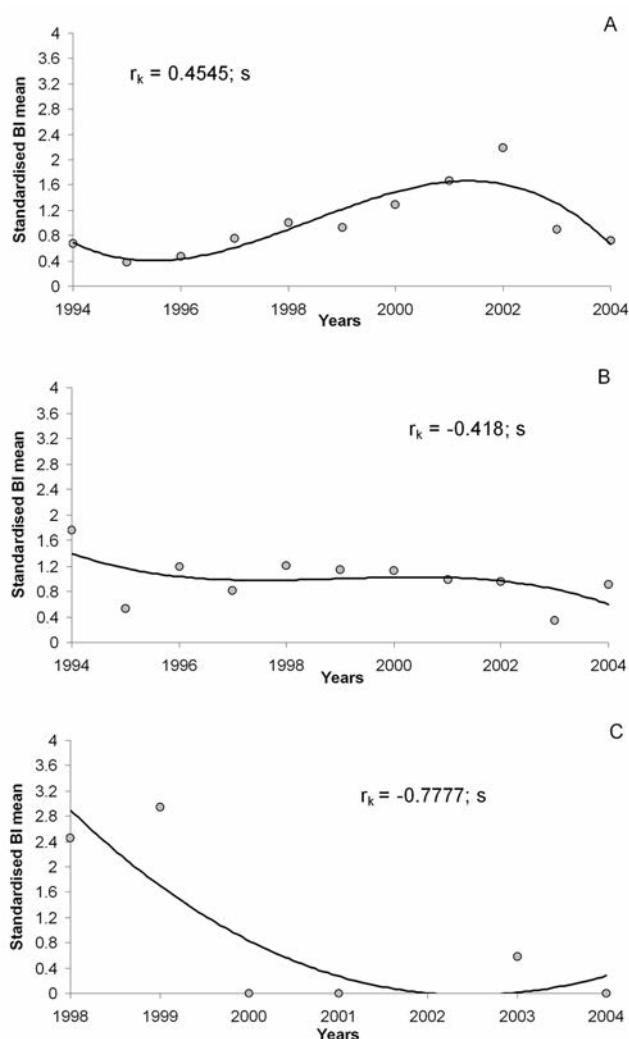 A
r_k = 0.4545; s
Standardised BI mean
4
3.6
3.2
2.8
2.4
2
1.6
1.2
0.8
0.4
0
1994 1996 1998 2000 2002 2004
Years
B
r_k = -0.418; s
Standardised BI mean
4
3.6
3.2
2.8
2.4
2
1.6
1.2
0.8
0.4
0
1994 1996 1998 2000 2002 2004
Years
C
r_k = -0.7777; s
Standardised BI mean
4
3.6
3.2
2.8
2.4
2
1.6
1.2
0.8
0.4
0
1998 1999 2000 2001 2002 2003 2004
Years